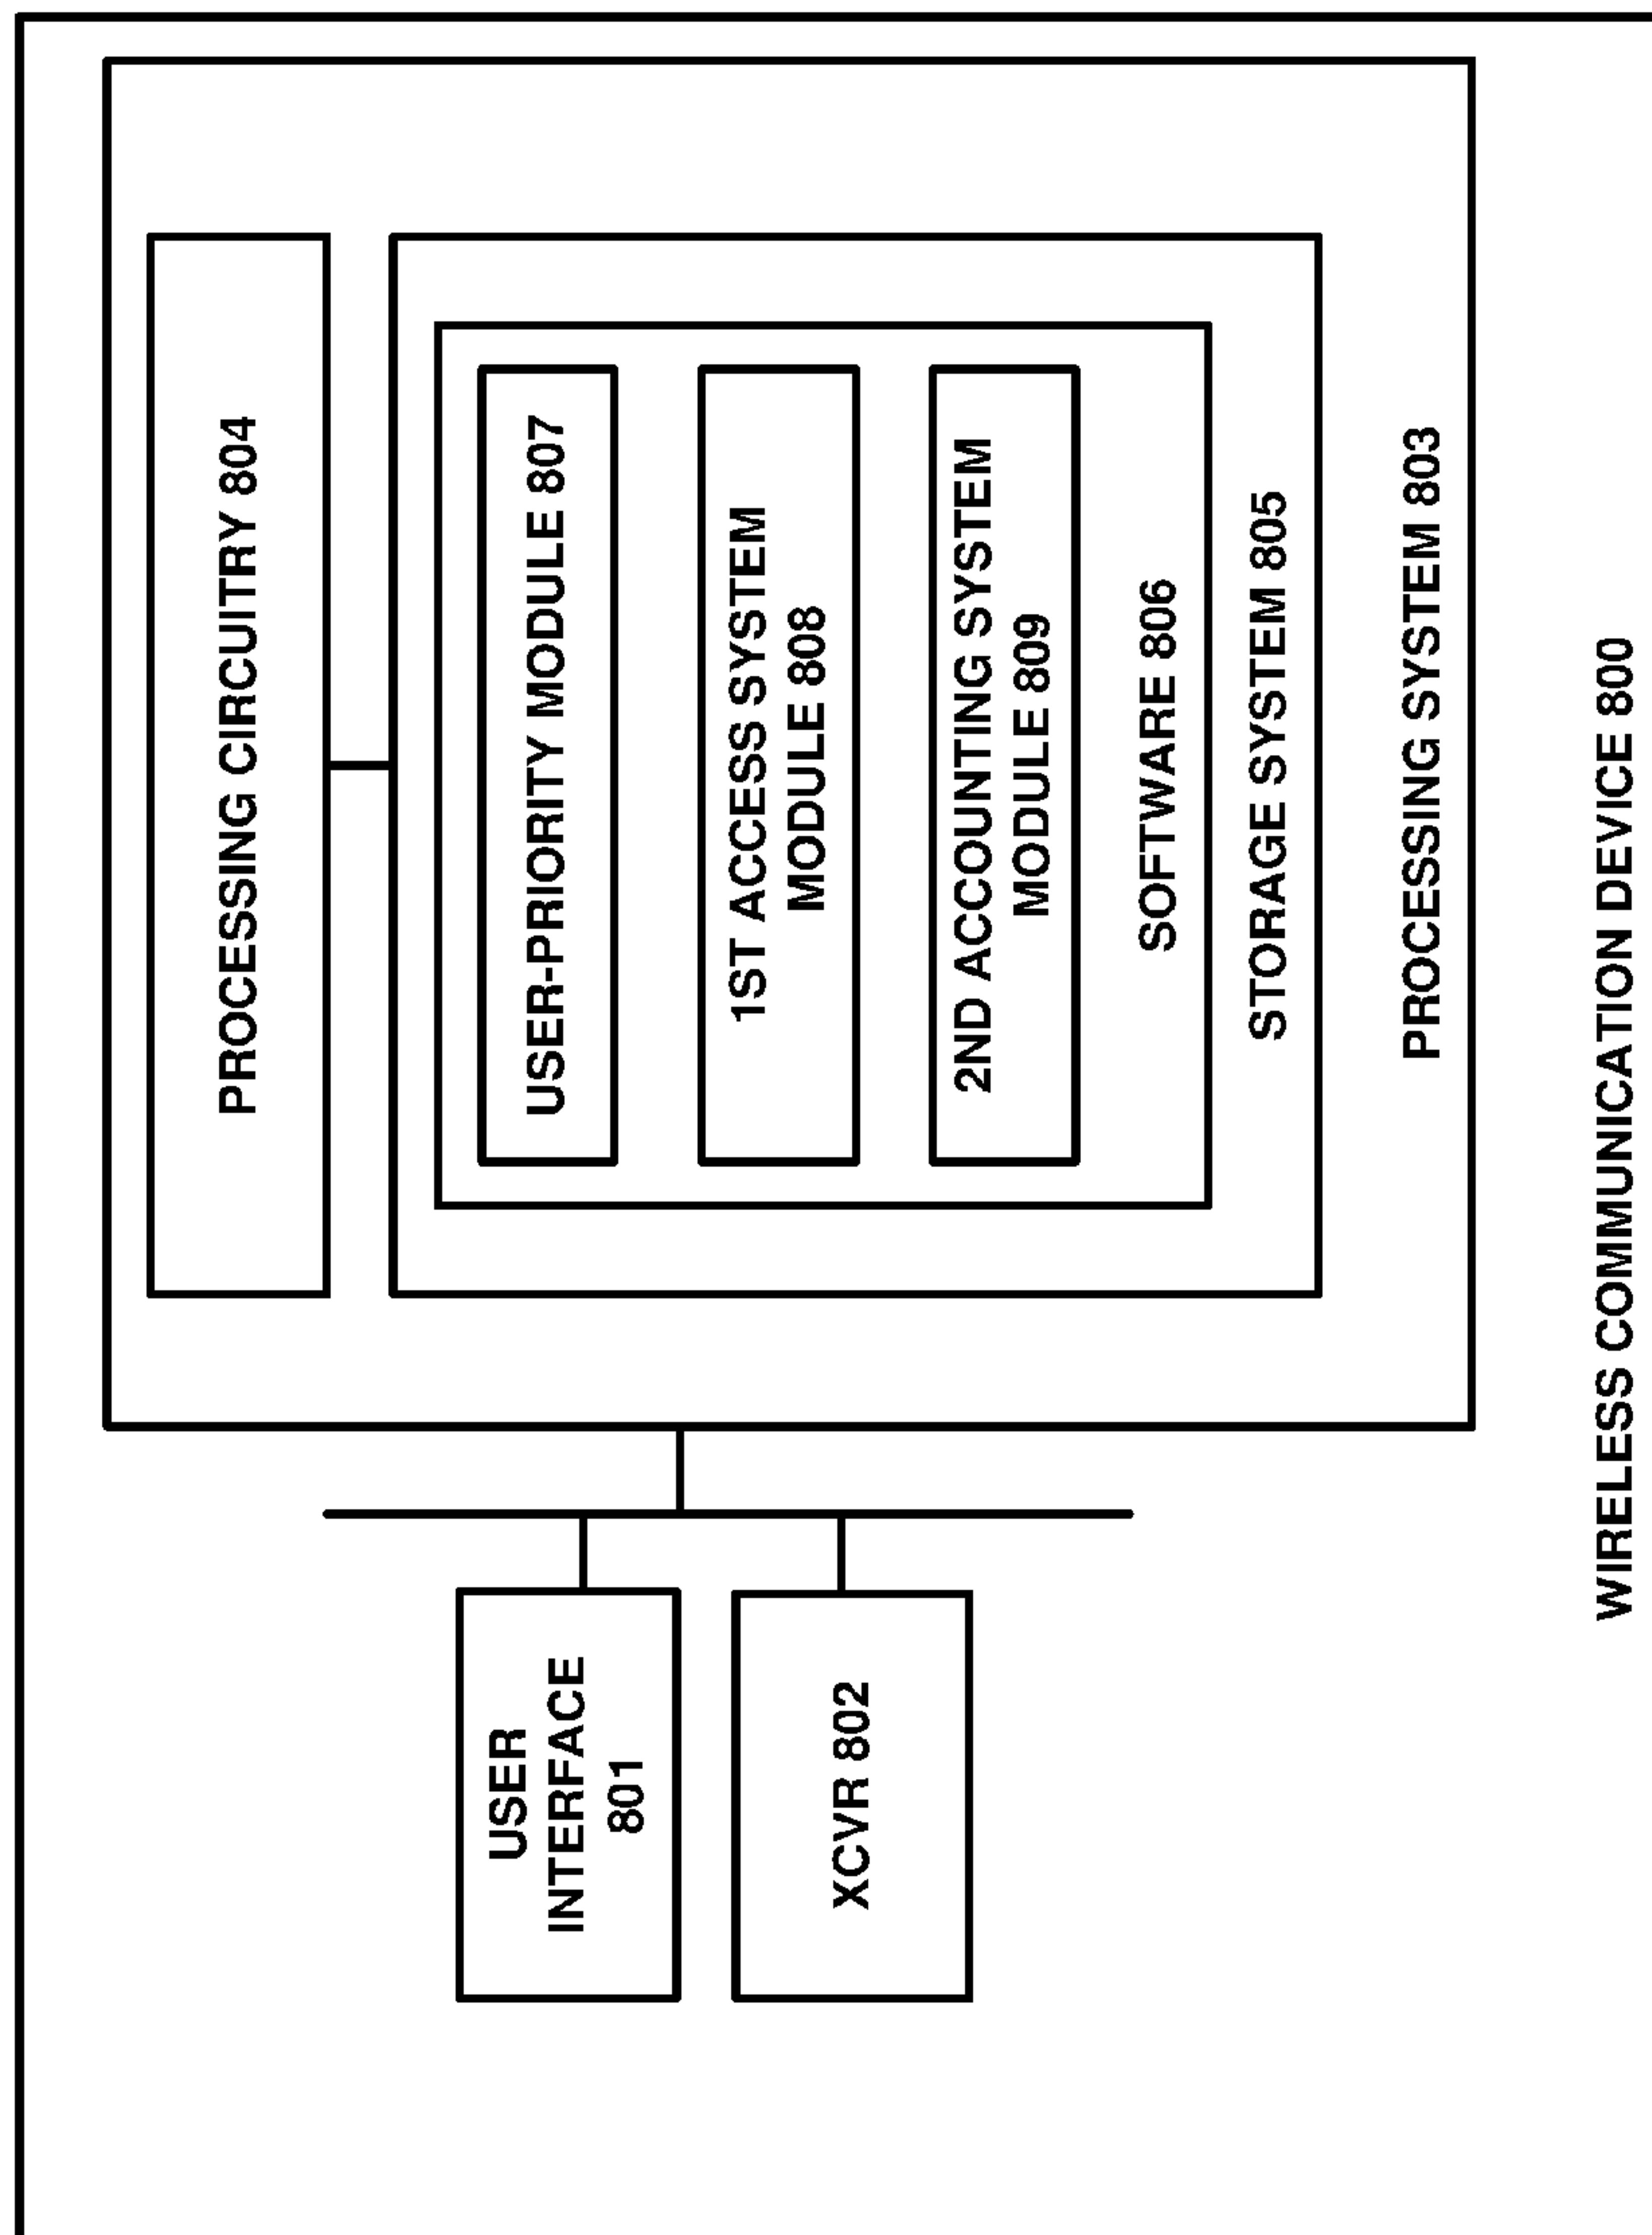 USER
INTERFACE
801
XCVR 802
PROCESSING CIRCUITRY 804
USER-PRIORITY MODULE 807
1ST ACCESS SYSTEM
MODULE 808
2ND ACCOUNTING SYSTEM
MODULE 809
SOFTWARE 806
STORAGE SYSTEM 805
PROCESSING SYSTEM 803
WIRELESS COMMUNICATION DEVICE 800